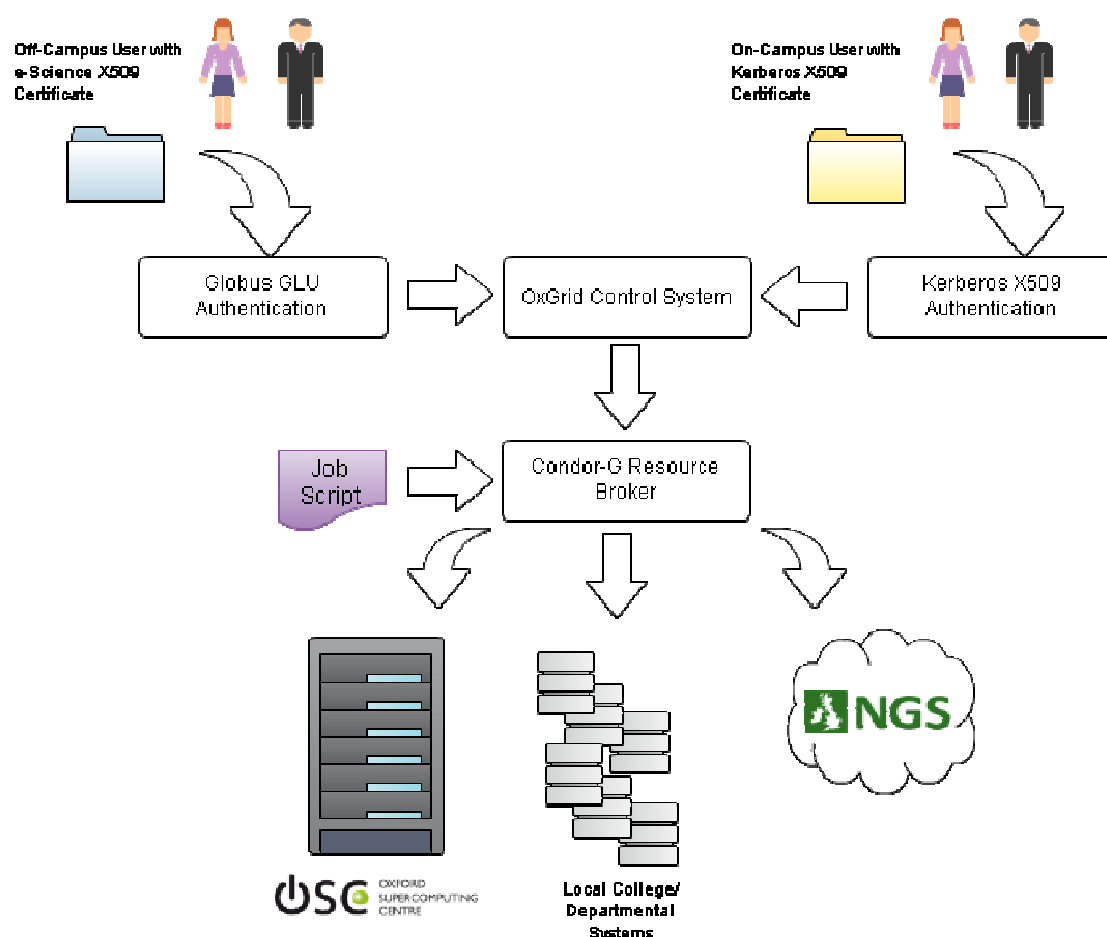 Off-Campus User with
e-Science X509
Certificate
On-Campus User with
Kerberos X509
Certificate
Globus GLU
Authentication
OxGrid Control System
Kerberos X509
Authentication
Job
Script
Condor-G Resource
Broker
NGS
OSC
OXFORD
SUPERCOMPUTING
CENTRE
Local College/
Departmental
Systems